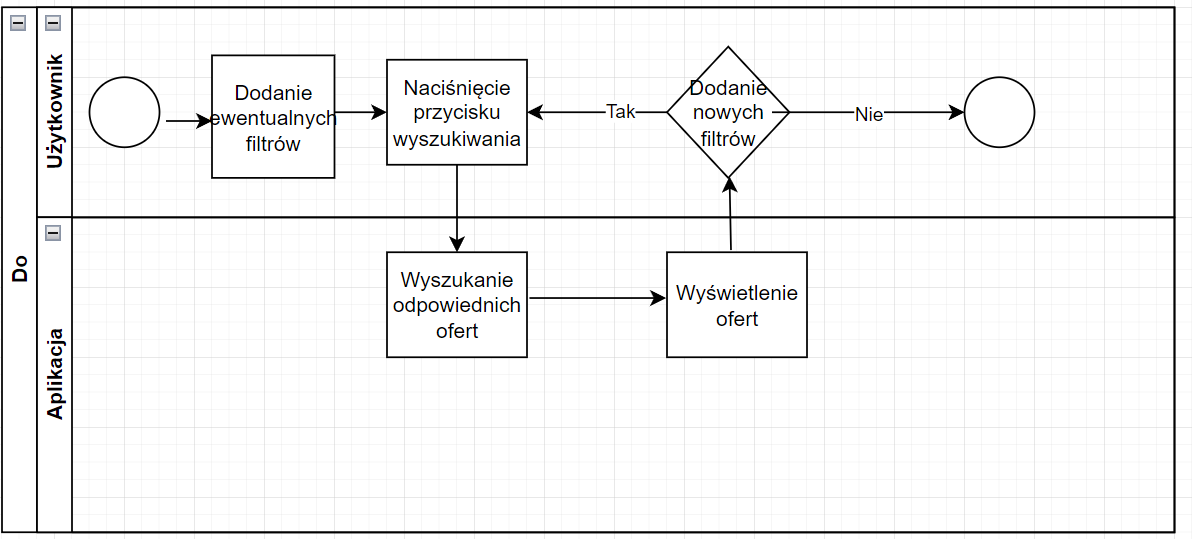 Do
Użytkownik
Dodanie
ewentualnych
filtrów
Naciśnięcie
przycisku
wyszukiwania
Tak
Dodanie
nowych
filtrów
Nie
Aplikacja
Wyszukanie
odpowiednich
ofert
Wyświetlenie
ofert